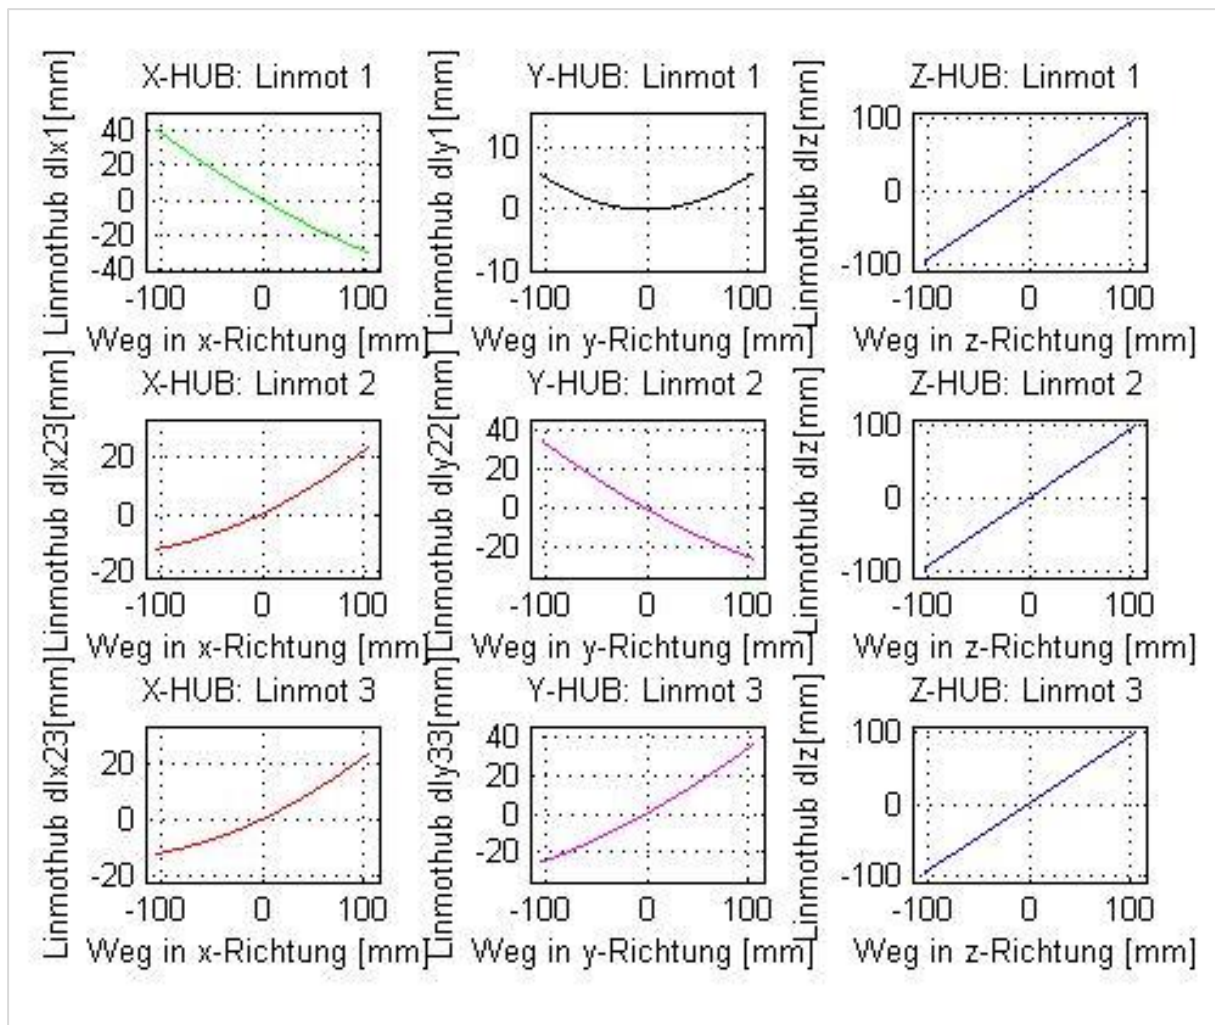 X-HUB: Linmot 1
Linmothub dlx1[mm]
40
20
0
-20
-40
-100 0 100
Weg in x-Richtung [mm]
Y-HUB: Linmot 1
Linmothub dly1[mm]
10
0
-10
-100 0 100
Weg in y-Richtung [mm]
Z-HUB: Linmot 1
Linmothub dlz[mm]
100
0
-100
-100 0 100
Weg in z-Richtung [mm]
X-HUB: Linmot 2
Linmothub dlx23[mm]
20
0
-20
-100 0 100
Weg in x-Richtung [mm]
Y-HUB: Linmot 2
Linmothub dly22[mm]
40
20
0
-20
-100 0 100
Weg in y-Richtung [mm]
Z-HUB: Linmot 2
Linmothub dlz[mm]
100
0
-100
-100 0 100
Weg in z-Richtung [mm]
X-HUB: Linmot 3
Linmothub dlx23[mm]
20
0
-20
-100 0 100
Weg in x-Richtung [mm]
Y-HUB: Linmot 3
Linmothub dly33[mm]
40
20
0
-20
-100 0 100
Weg in y-Richtung [mm]
Z-HUB: Linmot 3
Linmothub dlz[mm]
100
0
-100
-100 0 100
Weg in z-Richtung [mm]